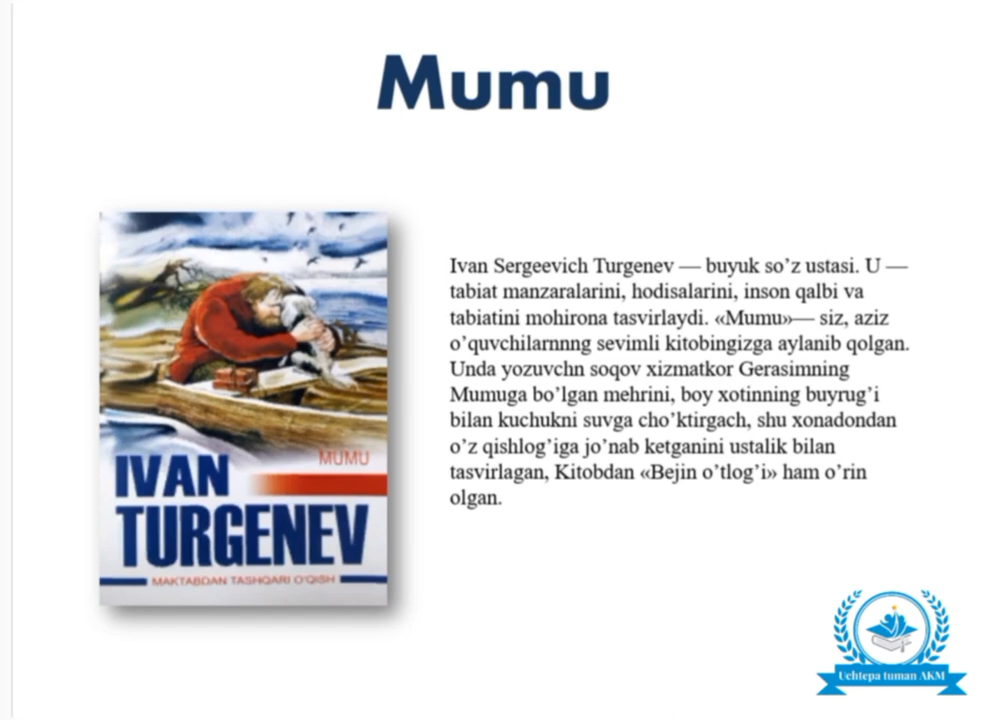 Mumu
Ivan Sergeevich Turgenev — buyuk so’z ustasi. U —
tabiat manzaralarini, hodisalarini, inson qalbi va
tabiatini mohirona tasvirlaydi. «Mumu»— siz, aziz
o’quvchilarnnng sevimli kitobingizga aylanib qolgan.
Unda yozuvchn soqov xizmatkor Gerasimning
Mumuga bo’lgan mehrini, boy xotinning buyrug’i
bilan kuchukni suvga cho’ktirgach, shu xonadondan
o’z qishlog’iga jo’nab ketganini ustalik bilan
tasvirlagan, Kitobdan «Bejin o’tlog’i» ham o’rin
olgan.
MUMU
IVAN
TURGENEV
MAKTABDAN TASHQARI O'QISH
Uchtepa tuman AKM